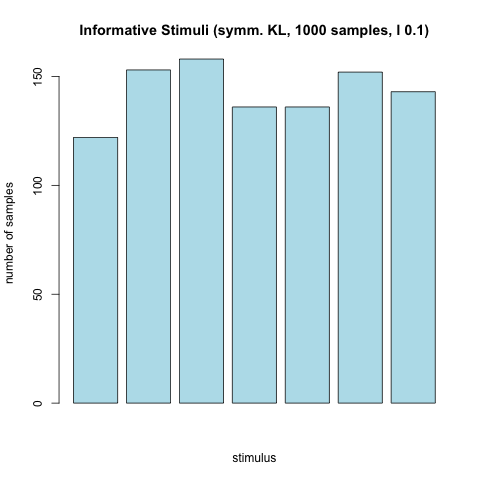 Informative Stimuli (symm. KL, 1000 samples, l 0.1)
number of samples
150
100
50
0
stimulus